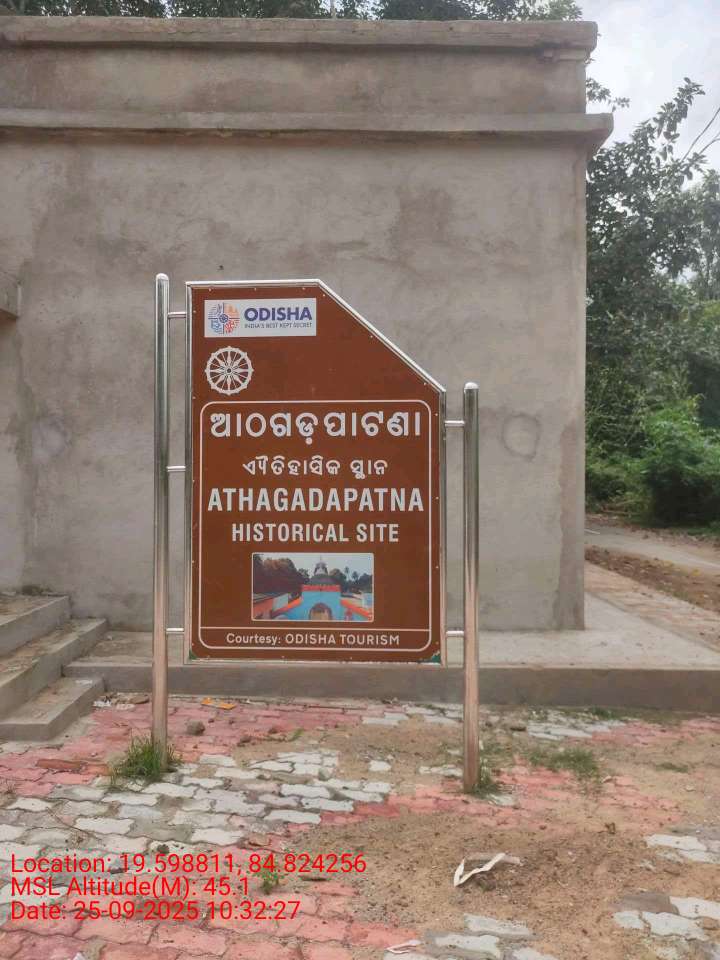 ODISHA
INDIA'S BEST KEPT SECRET
ଆଠଗଡ଼ ପାଟଣା
ଐତିହାସିକ ସ୍ଥାନ
ATHAGADAPATNA
HISTORICAL SITE
Courtesy: ODISHA TOURISM
Location: 19.598811, 84.824256
MSL Altitude(M): 45.1
Date: 25-09-2025 10:32:27